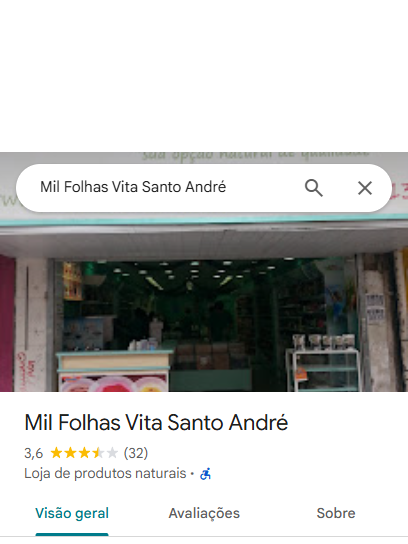 sua opção natural de qualidade
Mil Folhas Vita Santo André
Mil Folhas Vita Santo André
3,6 (32)
Loja de produtos naturais ·
Visão geral Avaliações Sobre